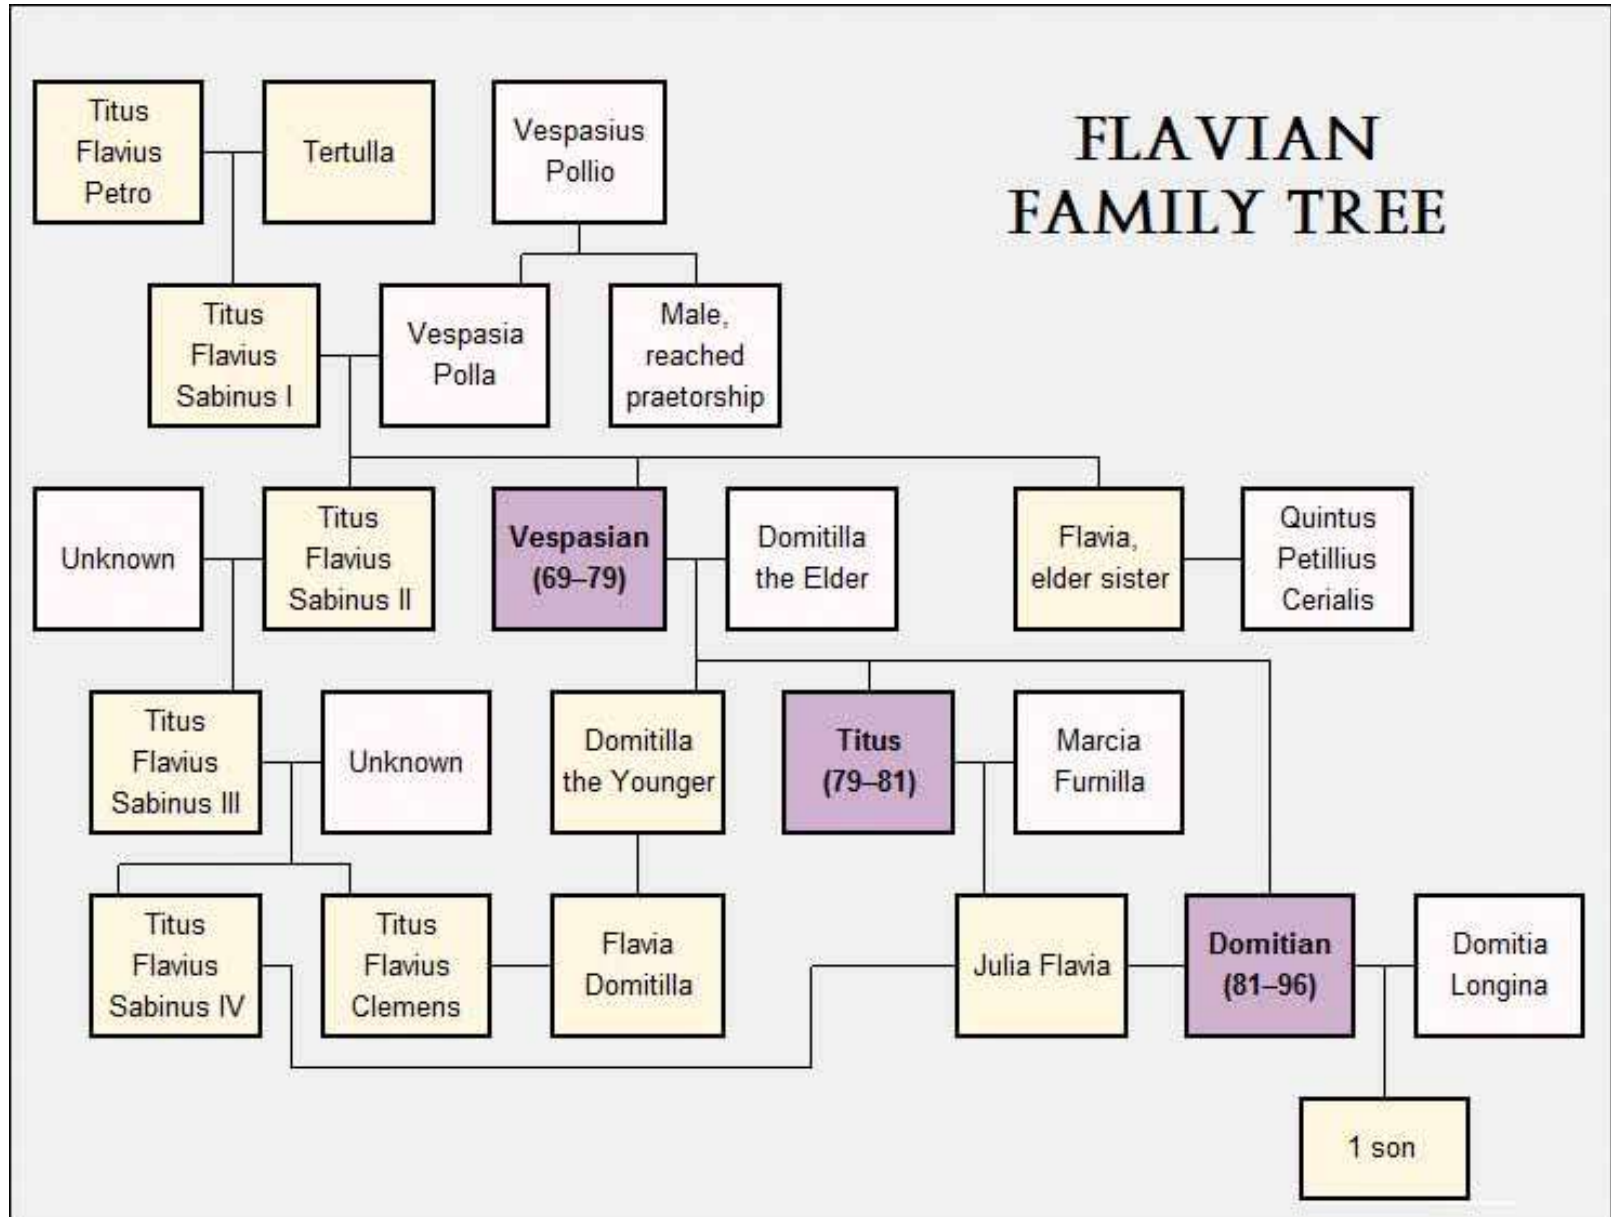 FLAVIAN
FAMILY TREE
Titus
Flavius
Petro
Tertulla
Vespasius
Pollio
Titus
Flavius
Sabinus I
Vespasia
Polla
Male,
reached
praetorship
Unknown
Titus
Flavius
Sabinus II
Vespasian
(69–79)
Domitilla
the Elder
Flavia,
elder sister
Quintus
Petillius
Cerialis
Titus
Flavius
Sabinus III
Unknown
Domitilla
the Younger
Titus
(79–81)
Marcia
Furnilla
Titus
Flavius
Sabinus IV
Titus
Flavius
Clemens
Flavia
Domitilla
Julia Flavia
Domitian
(81–96)
Domitia
Longina
1 son